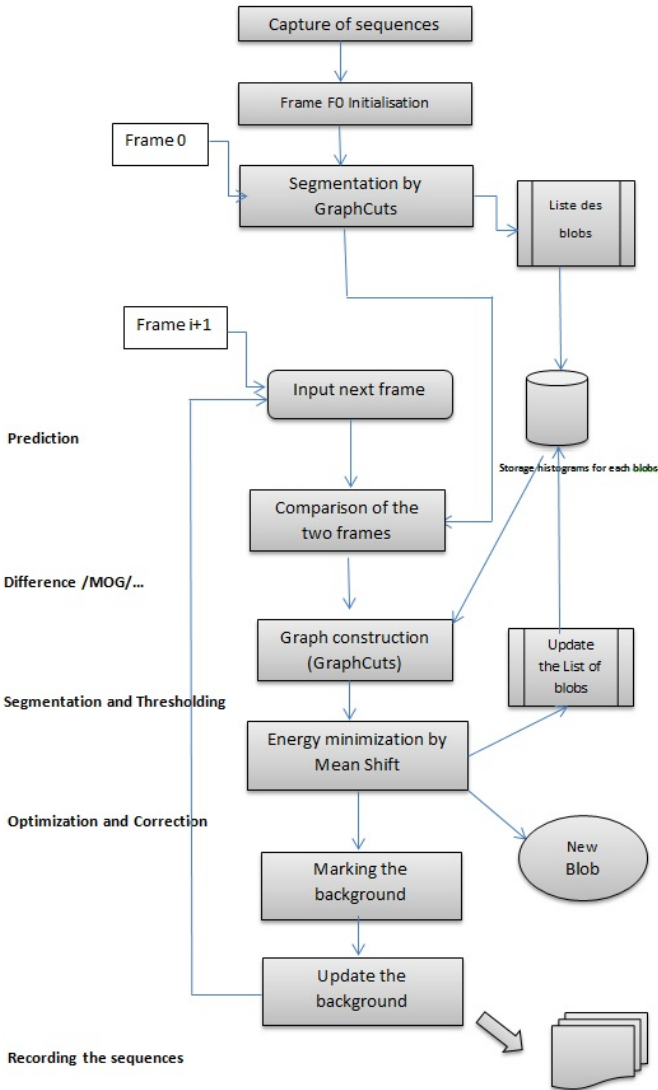 Capture of sequences
Frame F0 Initialisation
Frame 0
Segmentation by
GraphCuts
Liste des
blobs
Frame i+1
Input next frame
Prediction
Storage histograms for each blobs
Comparison of the
two frames
Difference /MOG/...
Graph construction
(GraphCuts)
Update
the List of
blobs
Segmentation and Thresholding
Energy minimization by
Mean Shift
Optimization and Correction
New
Blob
Marking the
background
Update the
background
Recording the sequences